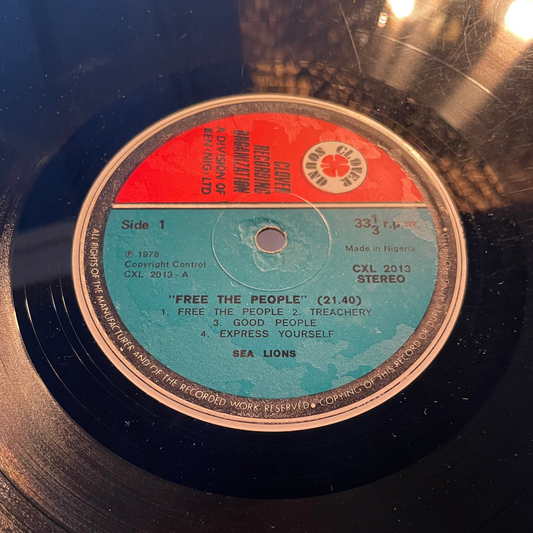 CLOVER
SOUND
CLOVER
RECORDING
ORGANIZATION
A DIVISION OF
BEN (NIG) LTD
Side 1
33 1/3 r.p.m.
℗ 1978
Copyright Control
CXL 2013-A
Made in Nigeria
CXL 2013
STEREO
"FREE THE PEOPLE" (21.40)
1. FREE THE PEOPLE 2. TREACHERY
3. GOOD PEOPLE
4. EXPRESS YOURSELF
SEA LIONS
ALL RIGHTS OF THE MANUFACTURER AND OF THE RECORDED WORK RESERVED • COPYING OF THIS RECORD